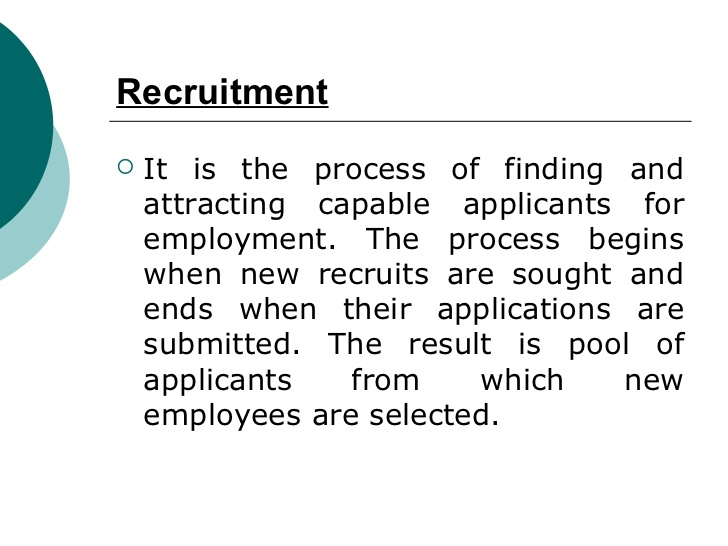 Recruitment
It is the process of finding and
attracting capable applicants for
employment. The process begins
when new recruits are sought and
ends when their applications are
submitted. The result is pool of
applicants from which new
employees are selected.